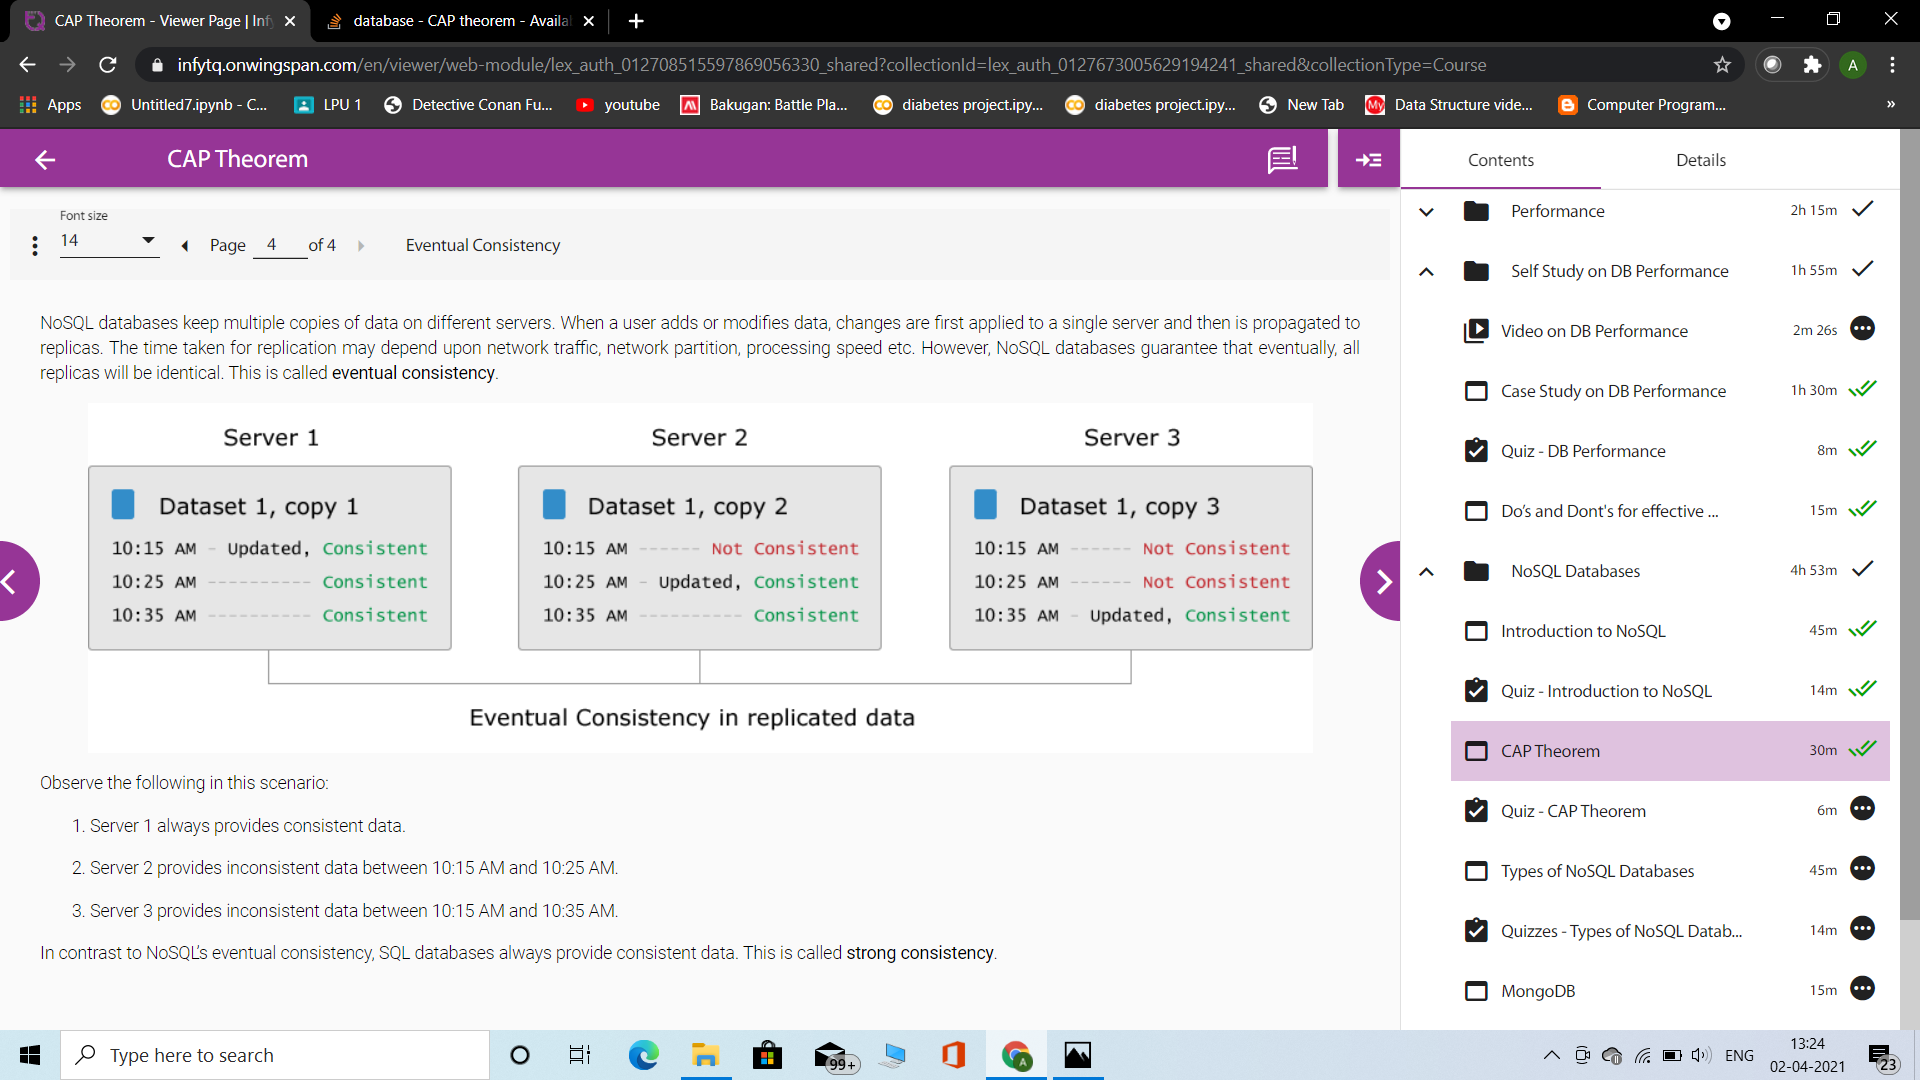 CAP Theorem - Viewer Page | Inf
database - CAP theorem - Availa
infytq.onwingspan.com/en/viewer/web-module/lex_auth_012708515597869056330_shared?collectionId=lex_auth_0127673005629194241_shared&collectionType=Course
A
Apps
Untitled7.ipynb - C...
LPU 1
Detective Conan Fu...
youtube
Bakugan: Battle Pla...
diabetes project.ipy...
diabetes project.ipy...
New Tab
My
Data Structure vide...
Computer Program...
»
CAP Theorem
Contents
Details
Font size
14
Page 4 of 4
Eventual Consistency
NoSQL databases keep multiple copies of data on different servers. When a user adds or modifies data, changes are first applied to a single server and then is propagated to
replicas. The time taken for replication may depend upon network traffic, network partition, processing speed etc. However, NoSQL databases guarantee that eventually, all
replicas will be identical. This is called eventual consistency.
Server 1
Dataset 1, copy 1
10:15 AM - Updated, Consistent
10:25 AM ---------- Consistent
10:35 AM ---------- Consistent
Server 2
Dataset 1, copy 2
10:15 AM ------ Not Consistent
10:25 AM - Updated, Consistent
10:35 AM ---------- Consistent
Server 3
Dataset 1, copy 3
10:15 AM ------ Not Consistent
10:25 AM ------ Not Consistent
10:35 AM - Updated, Consistent
Eventual Consistency in replicated data
Observe the following in this scenario:
1. Server 1 always provides consistent data.
2. Server 2 provides inconsistent data between 10:15 AM and 10:25 AM.
3. Server 3 provides inconsistent data between 10:15 AM and 10:35 AM.
In contrast to NoSQL's eventual consistency, SQL databases always provide consistent data. This is called strong consistency.
Performance 2h 15m
Self Study on DB Performance 1h 55m
Video on DB Performance 2m 26s
Case Study on DB Performance 1h 30m
Quiz - DB Performance 8m
Do's and Dont's for effective ... 15m
NoSQL Databases 4h 53m
Introduction to NoSQL 45m
Quiz - Introduction to NoSQL 14m
CAP Theorem 30m
Quiz - CAP Theorem 6m
Types of NoSQL Databases 45m
Quizzes - Types of NoSQL Datab... 14m
MongoDB 15m
Type here to search
99+
A
ENG
13:24
02-04-2021
23